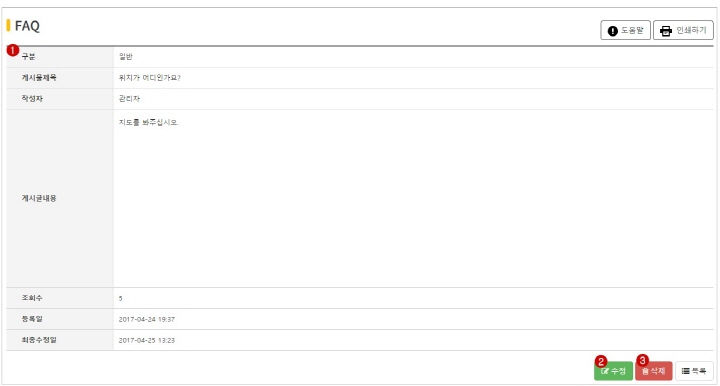 FAQ
도움말 인쇄하기
1
구분 일반
게시물제목 위치가 어디인가요?
작성자 관리자
지도를 봐주십시오.
게시글내용
조회수 5
등록일 2017-04-24 19:37
최종수정일 2017-04-25 13:23
2 3
수정 삭제 목록